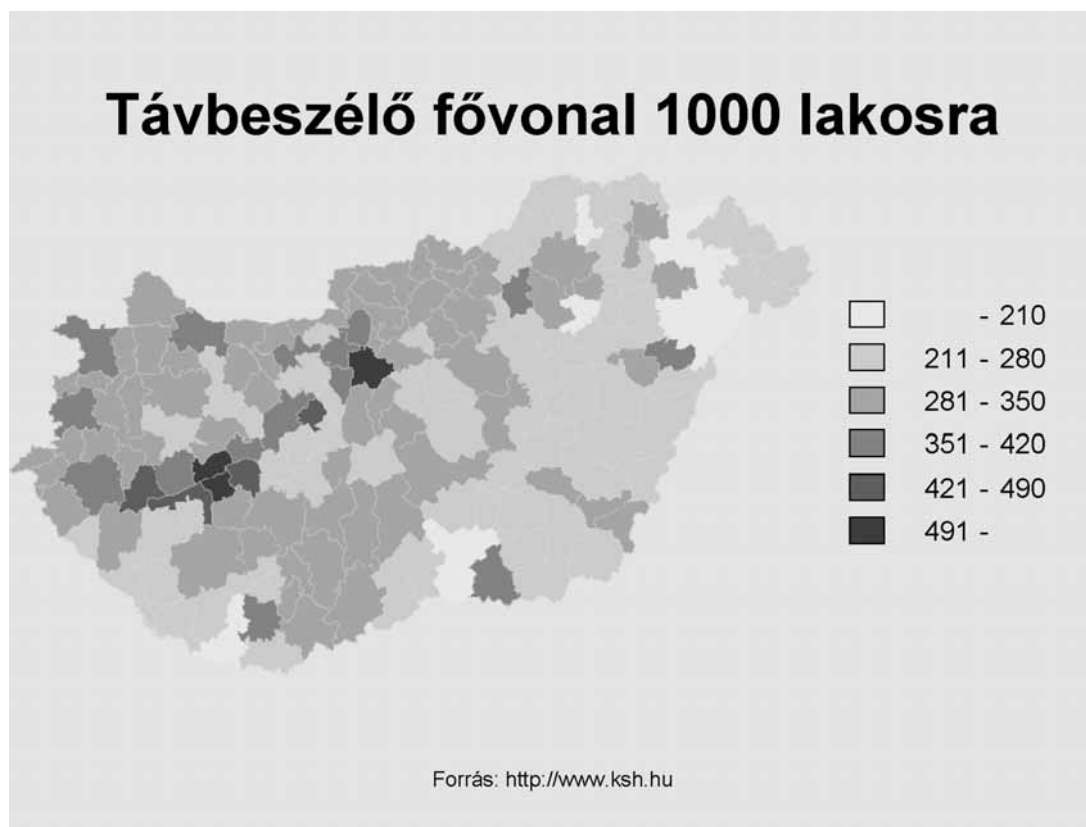 Távbeszélő fővonal 1000 lakosra
- 210
211 - 280
281 - 350
351 - 420
421 - 490
491 -
Forrás: http://www.ksh.hu